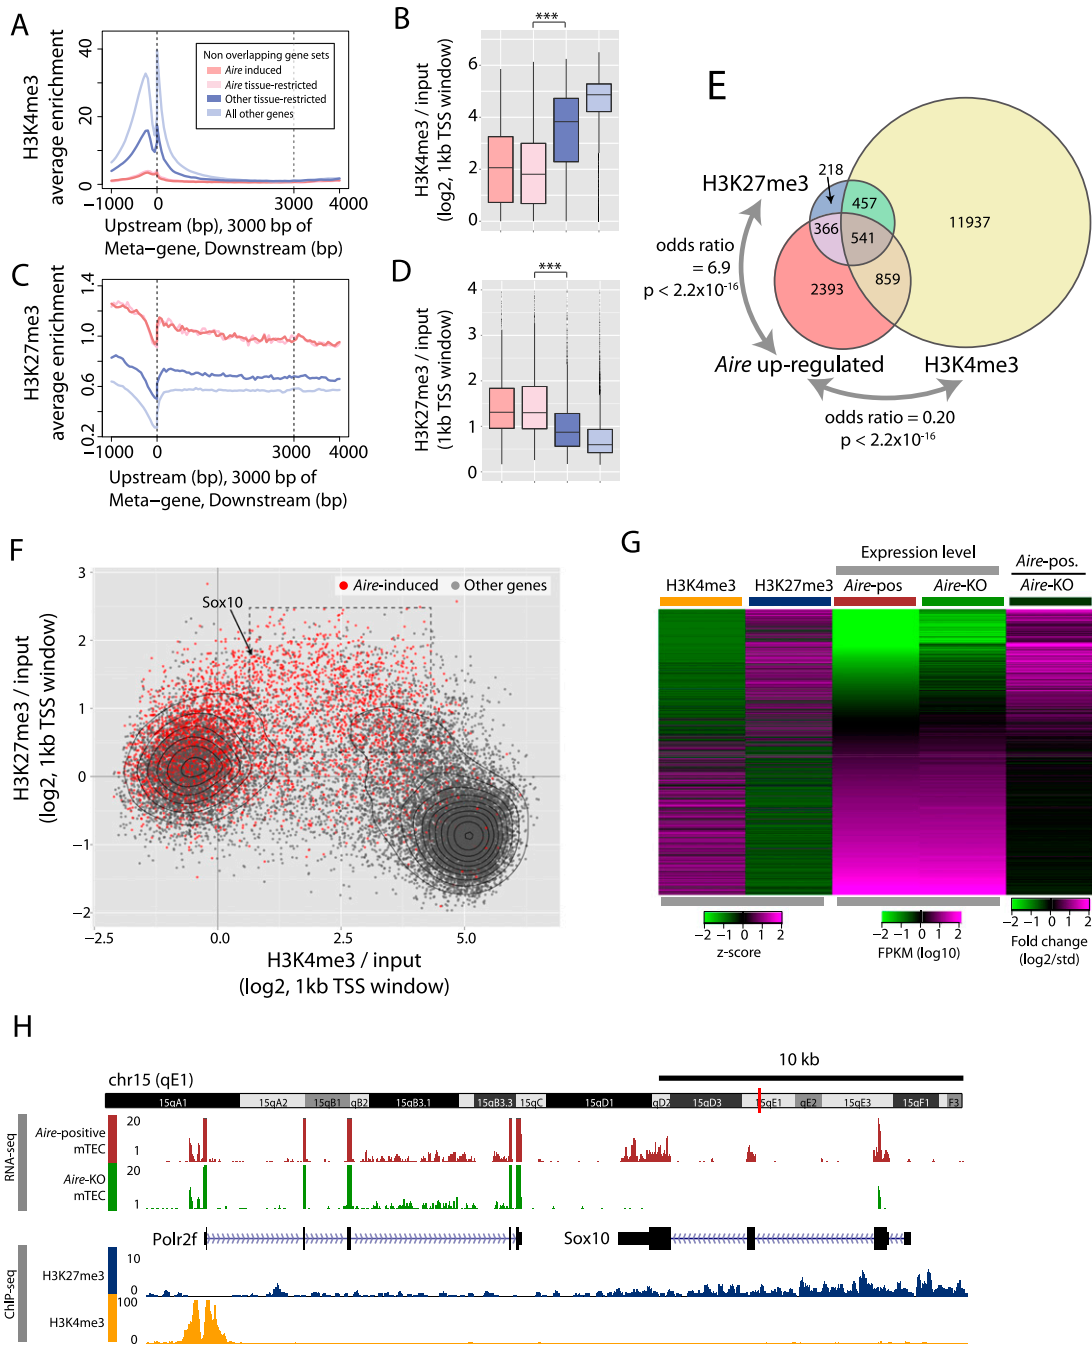 A
H3K4me3
average enrichment
40
20
0
Non overlapping gene sets
Aire induced
Aire tissue-restricted
Other tissue-restricted
All other genes
−1000 0 3000 4000
Upstream (bp), 3000 bp of
Meta−gene, Downstream (bp)
B
***
H3K4me3 / input
(log2, 1kb TSS window)
6
4
2
0
C
H3K27me3
average enrichment
1.4
1.0
0.6
0.2
−1000 0 3000 4000
Upstream (bp), 3000 bp of
Meta−gene, Downstream (bp)
D
***
H3K27me3 / input
(1kb TSS window)
4
3
2
1
0
E
H3K27me3
218
457
366
541
11937
2393
859
odds ratio
= 6.9
p < 2.2x10-16
Aire up-regulated
H3K4me3
odds ratio = 0.20
p < 2.2x10-16
F
Aire-induced
Other genes
Sox10
H3K27me3 / input
(log2, 1kb TSS window)
3
2
1
0
−1
−2
−2.5 0.0 2.5 5.0
H3K4me3 / input
(log2, 1kb TSS window)
G
Expression level
Aire-pos.
Aire-KO
H3K4me3 H3K27me3 Aire-pos Aire-KO
−2 −1 0 1 2
z-score
−2 −1 0 1 2
FPKM (log10)
−2 −1 0 1 2
Fold change
(log2/std)
H
10 kb
chr15 (qE1)
15qA1 15qA2 15qB1 qB2 15qB3.1 15qB3.3 15qC 15qD1 qD2 15qD3 15qE1 qE2 15qE3 15qF1 F3
RNA-seq
Aire-positive
mTEC
20
1
Aire-KO
mTEC
20
1
Polr2f
Sox10
ChIP-seq
H3K27me3
10
0
H3K4me3
100
0